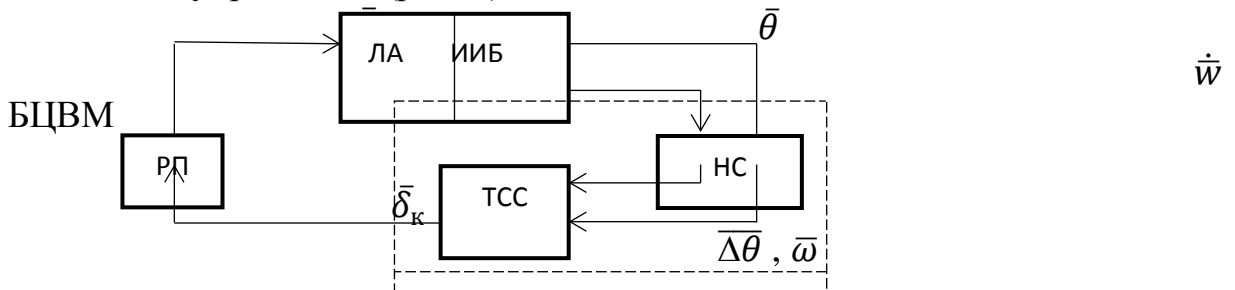 θ̄
ЛА ИИБ
ẇ̄
БЦВМ
РП
НС
ТСС
δ̄к
Δθ̄ , ω̄